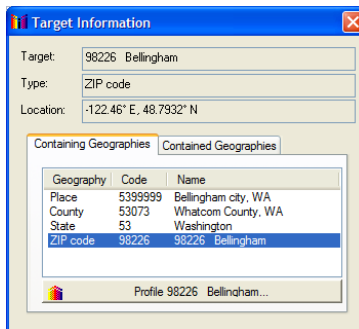 Target Information
Target: 98226 Bellingham
Type: ZIP code
Location: -122.46° E, 48.7932° N
Containing Geographies Contained Geographies
Geography Code Name
Place 5399999 Bellingham city, WA
County 53073 Whatcom County, WA
State 53 Washington
ZIP code 98226 98226 Bellingham
Profile 98226 Bellingham...